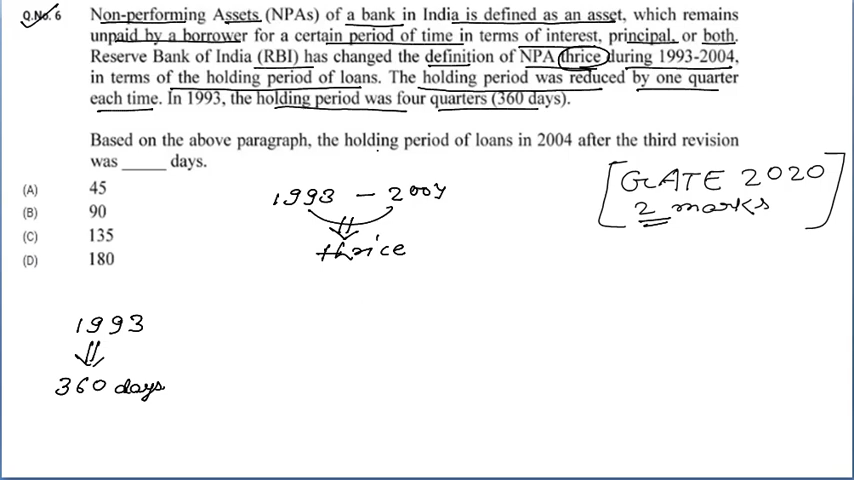 Q.No. 6 Non-performing Assets (NPAs) of a bank in India is defined as an asset, which remains
unpaid by a borrower for a certain period of time in terms of interest, principal, or both.
Reserve Bank of India (RBI) has changed the definition of NPA thrice during 1993-2004,
in terms of the holding period of loans. The holding period was reduced by one quarter
each time. In 1993, the holding period was four quarters (360 days).
Based on the above paragraph, the holding period of loans in 2004 after the third revision
was _____ days.
(A) 45
(B) 90
(C) 135
(D) 180
1993 - 2004
thrice
[GATE 2020
2 marks]
1993
360 days